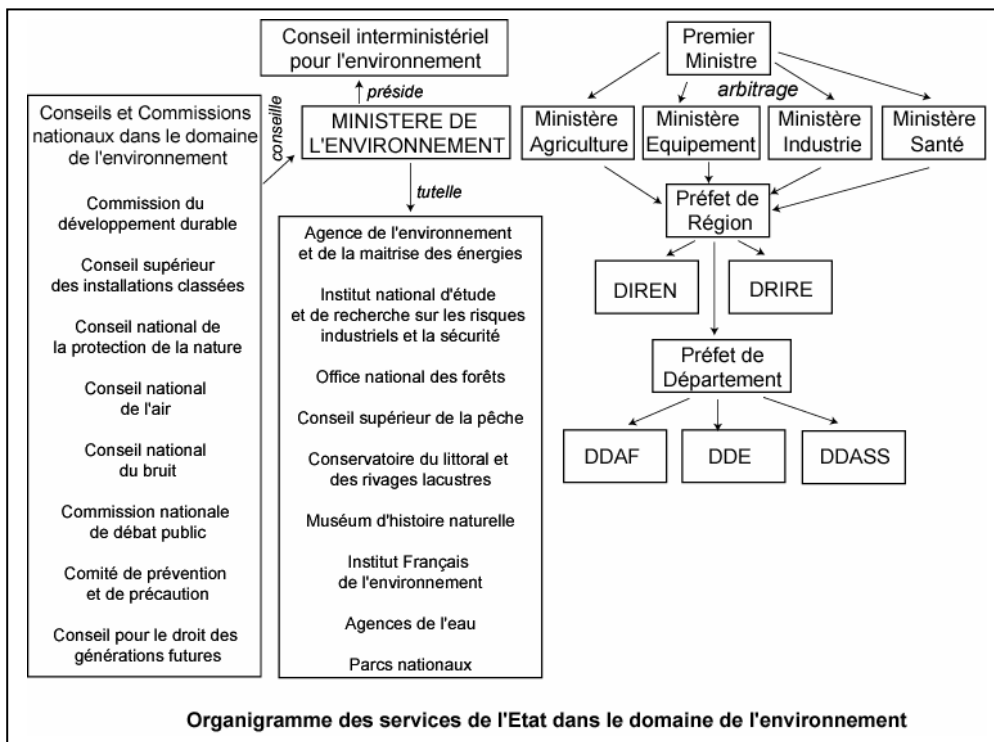 Conseil interministériel
pour l'environnement
préside
conseille
MINISTERE DE
L'ENVIRONNEMENT
tutelle
Conseils et Commissions
nationaux dans le domaine
de l'environnement
Commission du
développement durable
Conseil supérieur
des installations classées
Conseil national de
la protection de la nature
Conseil national
de l'air
Conseil national
du bruit
Commission nationale
de débat public
Comité de prévention
et de précaution
Conseil pour le droit des
générations futures
Agence de l'environnement
et de la maitrise des énergies
Institut national d'étude
et de recherche sur les risques
industriels et la sécurité
Office national des forêts
Conseil supérieur de la pêche
Conservatoire du littoral et
des rivages lacustres
Muséum d'histoire naturelle
Institut Français
de l'environnement
Agences de l'eau
Parcs nationaux
Premier
Ministre
arbitrage
Ministère
Agriculture
Ministère
Equipement
Ministère
Industrie
Ministère
Santé
Préfet de
Région
DIREN
DRIRE
Préfet de
Département
DDAF
DDE
DDASS
Organigramme des services de l'Etat dans le domaine de l'environnement